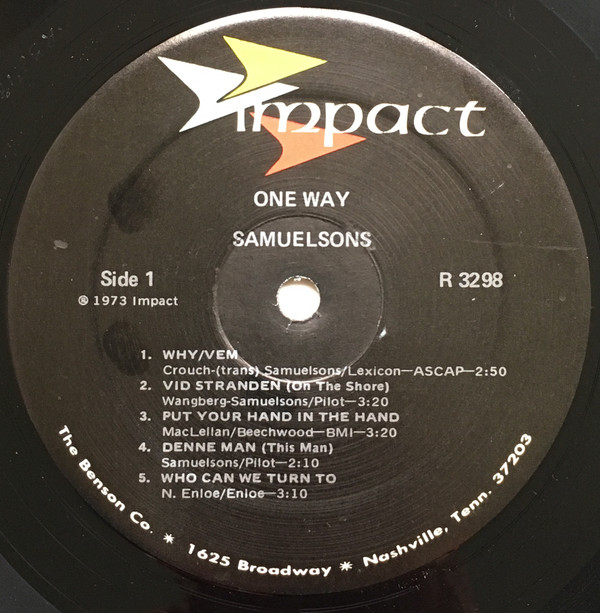 impact
ONE WAY
SAMUELSONS
Side 1
R 3298
℗ 1973 Impact
1. WHY/VEM
Crouch-(trans) Samuelsons/Lexicon—ASCAP—2:50
2. VID STRANDEN (On The Shore)
Wangberg-Samuelsons/Pilot—3:20
3. PUT YOUR HAND IN THE HAND
MacLellan/Beechwood—BMI—3:20
4. DENNE MAN (This Man)
Samuelsons/Pilot—2:10
5. WHO CAN WE TURN TO
N. Enloe/Enloe—3:10
The Benson Co. * 1625 Broadway * Nashville, Tenn. 37203